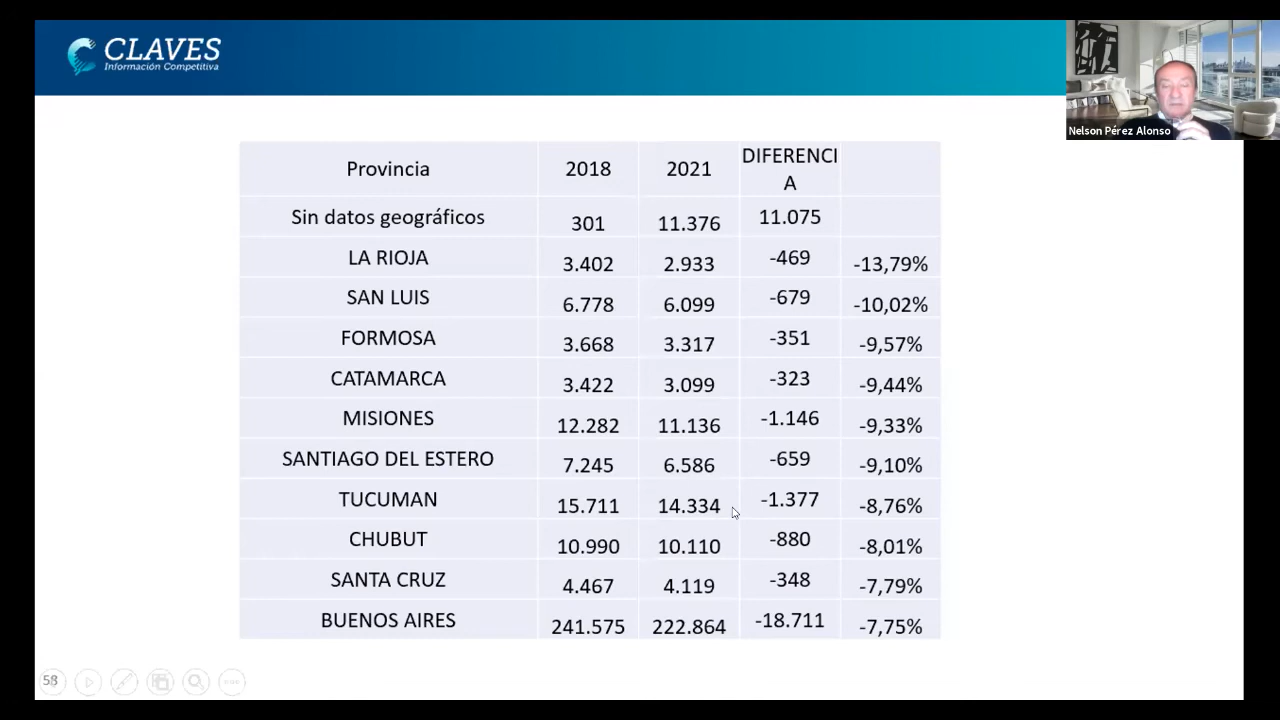 CLAVES
Información Competitiva
Nelson Pérez Alonso
Provincia 2018 2021 DIFERENCI
A
Sin datos geográficos 301 11.376 11.075
LA RIOJA 3.402 2.933 -469 -13,79%
SAN LUIS 6.778 6.099 -679 -10,02%
FORMOSA 3.668 3.317 -351 -9,57%
CATAMARCA 3.422 3.099 -323 -9,44%
MISIONES 12.282 11.136 -1.146 -9,33%
SANTIAGO DEL ESTERO 7.245 6.586 -659 -9,10%
TUCUMAN 15.711 14.334 -1.377 -8,76%
CHUBUT 10.990 10.110 -880 -8,01%
SANTA CRUZ 4.467 4.119 -348 -7,79%
BUENOS AIRES 241.575 222.864 -18.711 -7,75%
58